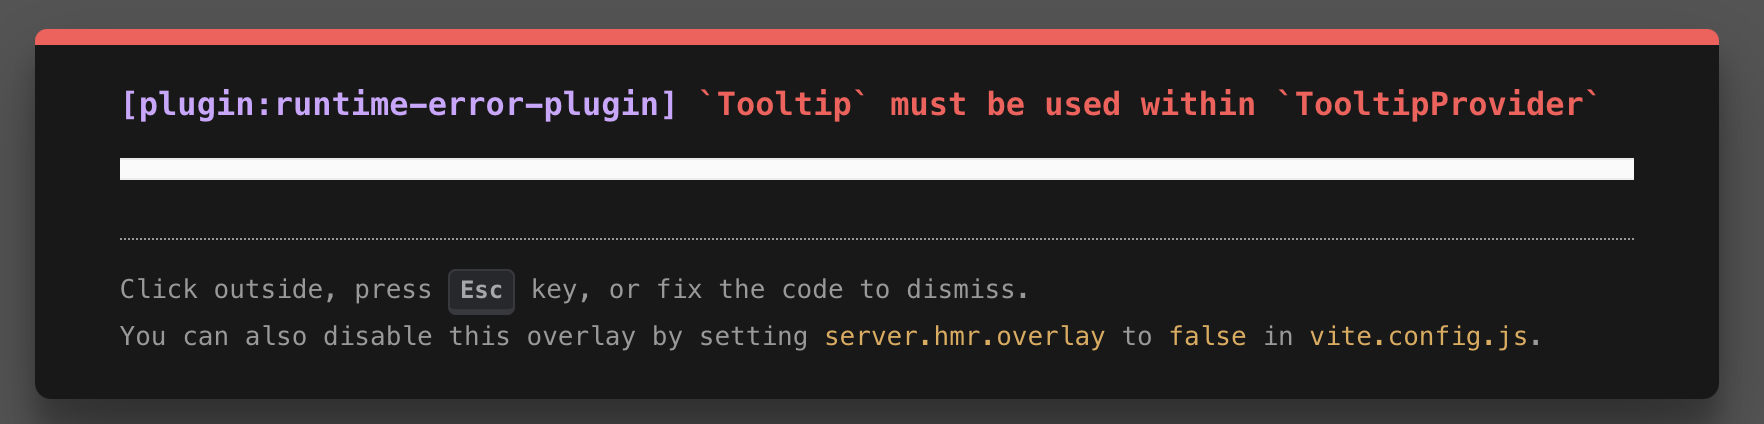 [plugin:runtime-error-plugin] `Tooltip` must be used within `TooltipProvider`
Click outside, press Esc key, or fix the code to dismiss.
You can also disable this overlay by setting server.hmr.overlay to false in vite.config.js.